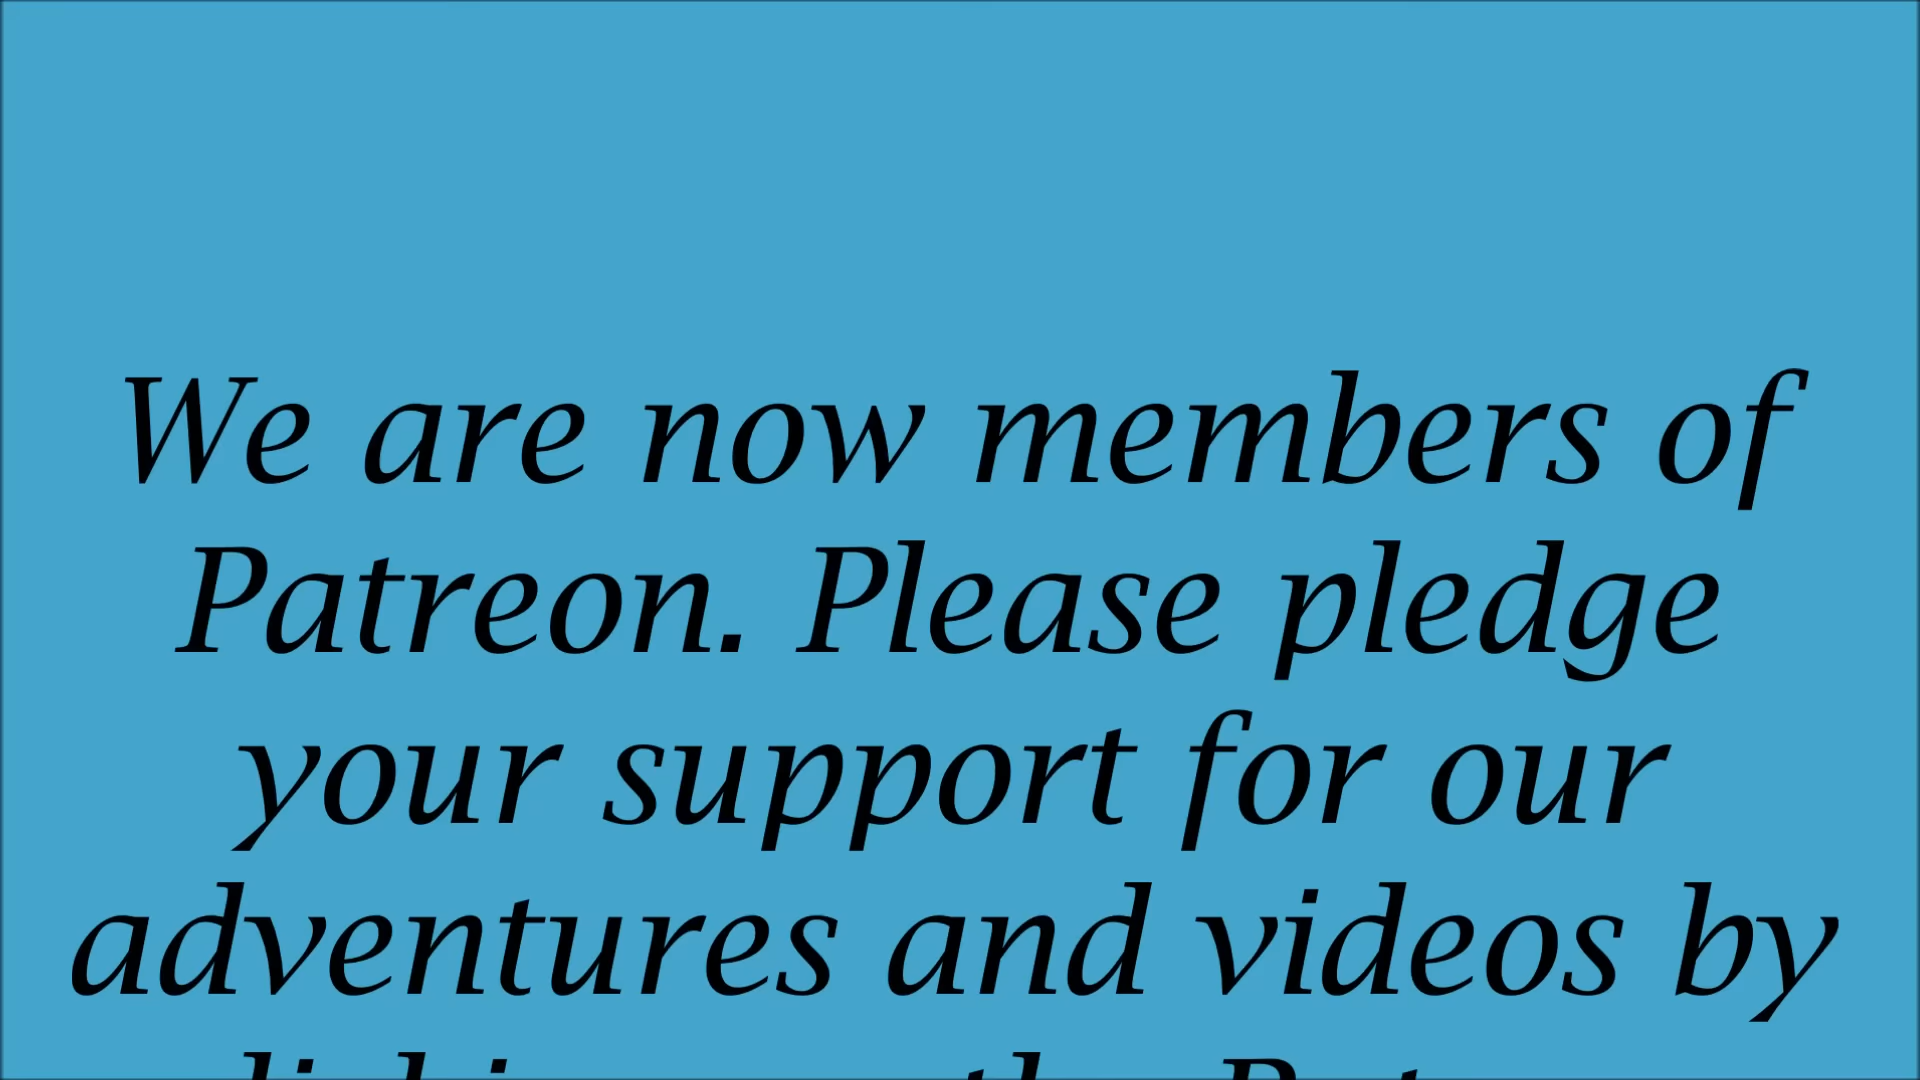 We are now members of
Patreon. Please pledge
your support for our
adventures and videos by